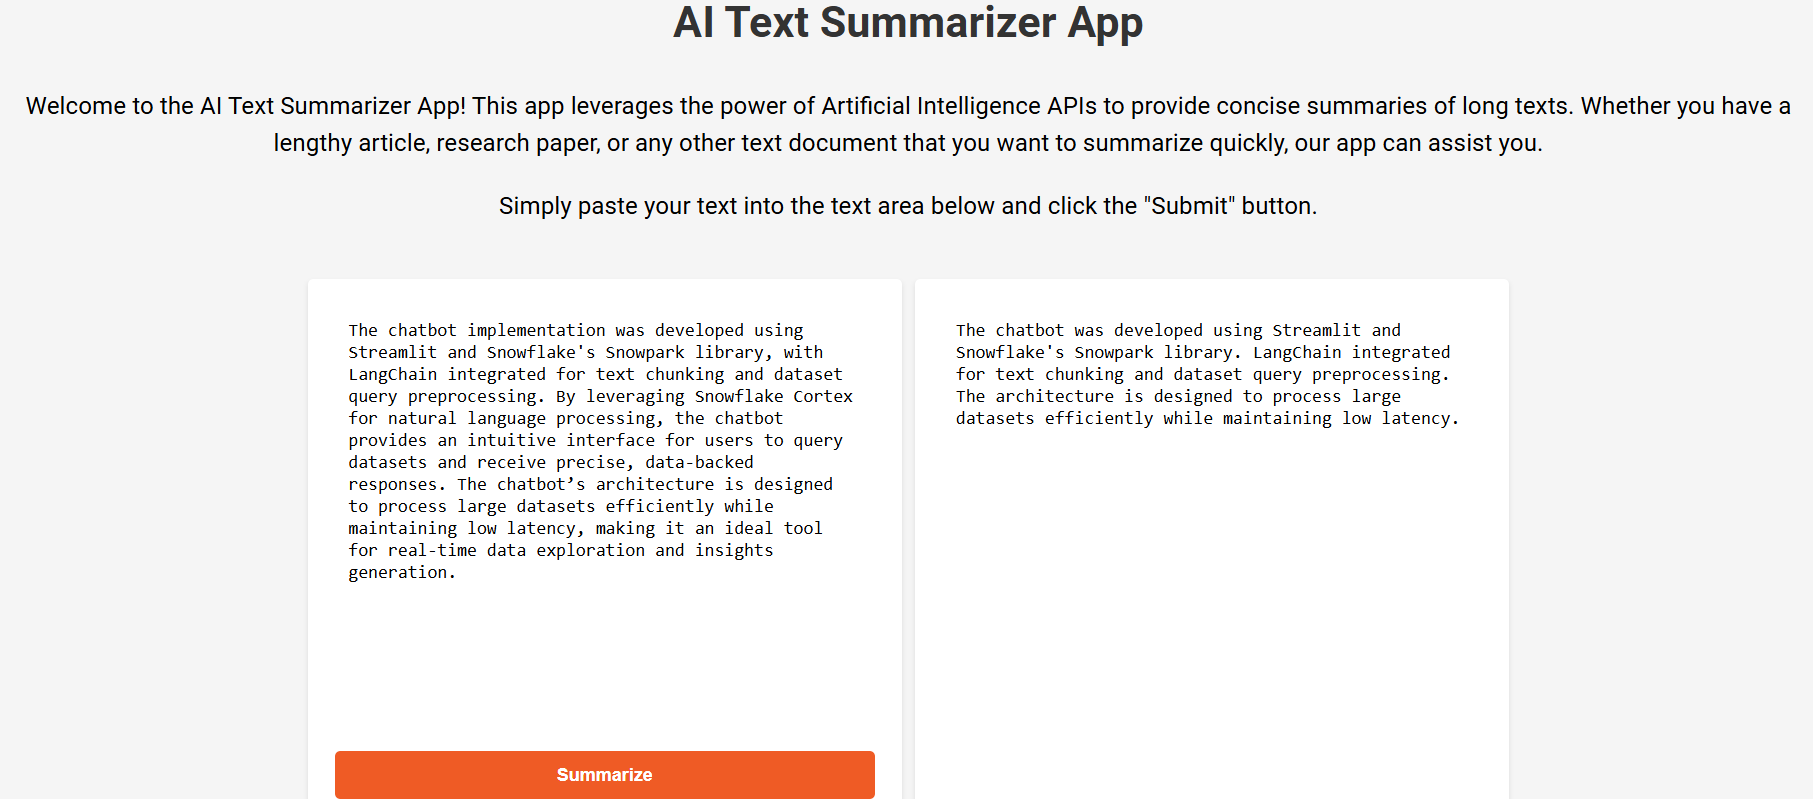 AI Text Summarizer App
Welcome to the AI Text Summarizer App! This app leverages the power of Artificial Intelligence APIs to provide concise summaries of long texts. Whether you have a
lengthy article, research paper, or any other text document that you want to summarize quickly, our app can assist you.
Simply paste your text into the text area below and click the "Submit" button.
The chatbot implementation was developed using
Streamlit and Snowflake's Snowpark library, with
LangChain integrated for text chunking and dataset
query preprocessing. By leveraging Snowflake Cortex
for natural language processing, the chatbot
provides an intuitive interface for users to query
datasets and receive precise, data-backed
responses. The chatbot’s architecture is designed
to process large datasets efficiently while
maintaining low latency, making it an ideal tool
for real-time data exploration and insights
generation.
Summarize
The chatbot was developed using Streamlit and
Snowflake's Snowpark library. LangChain integrated
for text chunking and dataset query preprocessing.
The architecture is designed to process large
datasets efficiently while maintaining low latency.